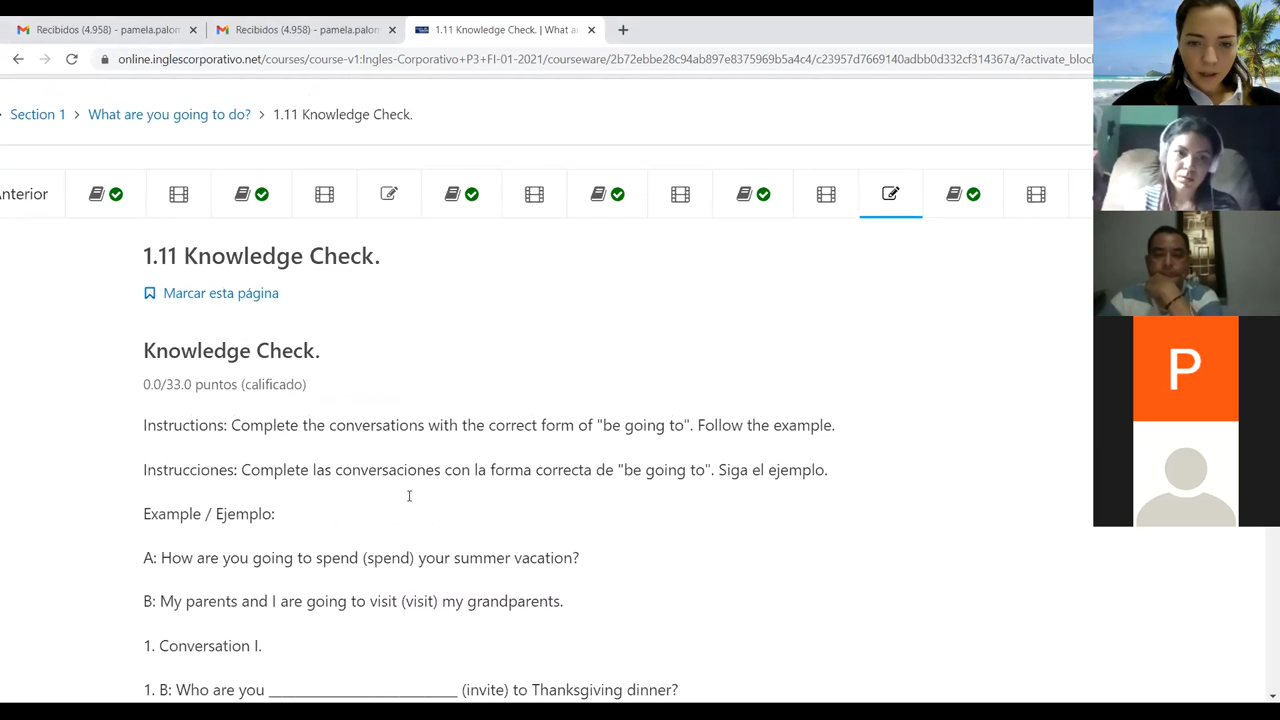 Recibidos (4.958) - pamela.palon
Recibidos (4.958) - pamela.palon
1.11 Knowledge Check. | What ar
online.inglescorporativo.net/courses/course-v1:Ingles-Corporativo+P3+FI-01-2021/courseware/2b72ebbe28c94ab897e8375969b5a4c4/c23957d7669140adbb0d332cf314367a/?activate_bloc
Section 1 > What are you going to do? > 1.11 Knowledge Check.
Anterior
1.11 Knowledge Check.
Marcar esta página
Knowledge Check.
0.0/33.0 puntos (calificado)
Instructions: Complete the conversations with the correct form of "be going to". Follow the example.
Instrucciones: Complete las conversaciones con la forma correcta de "be going to". Siga el ejemplo.
Example / Ejemplo:
A: How are you going to spend (spend) your summer vacation?
B: My parents and I are going to visit (visit) my grandparents.
1. Conversation I.
1. B: Who are you _________________________ (invite) to Thanksgiving dinner?
P